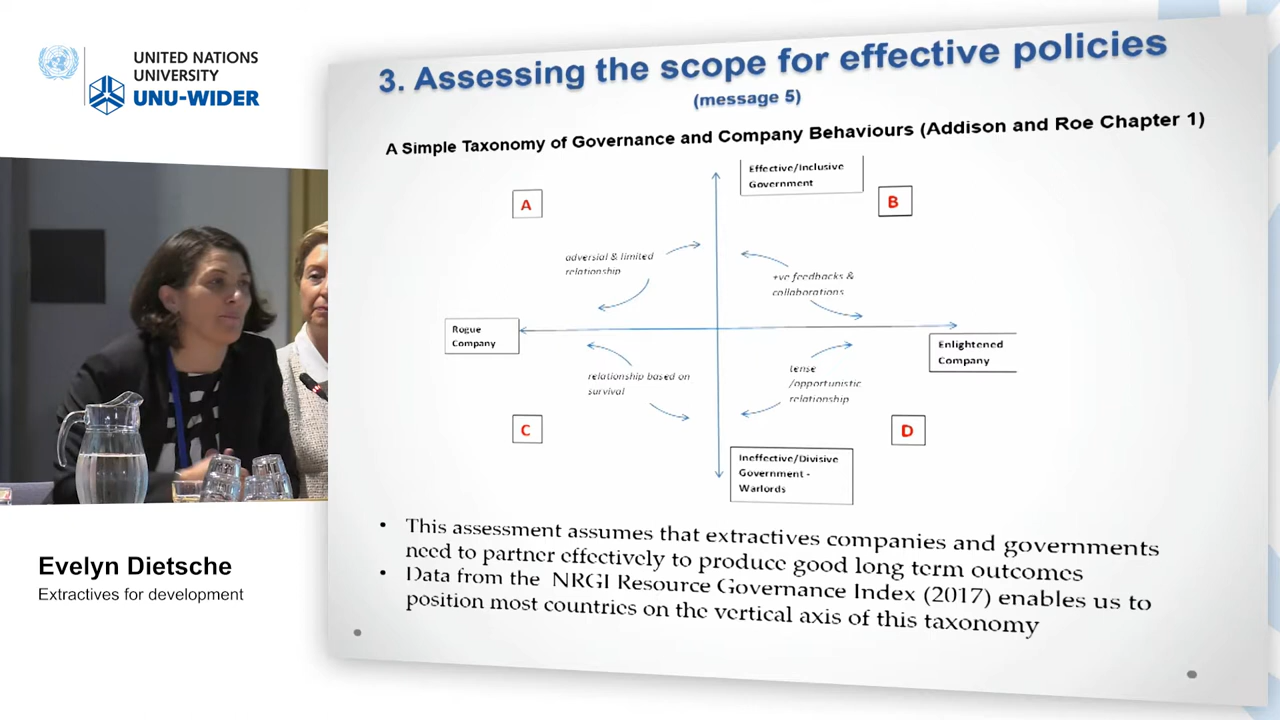 UNITED NATIONS
UNIVERSITY
UNU-WIDER
3. Assessing the scope for effective policies
(message 5)
A Simple Taxonomy of Governance and Company Behaviours (Addison and Roe Chapter 1)
Effective/Inclusive
Government
A
B
adversial & limited
relationship
+ve feedbacks &
collaborations
Rogue
Company
Enlightened
Company
relationship based on
survival
tense
/opportunistic
relationship
C
D
Ineffective/Divisive
Government -
Warlords
• This assessment assumes that extractives companies and governments
need to partner effectively to produce good long term outcomes
• Data from the NRGI Resource Governance Index (2017) enables us to
position most countries on the vertical axis of this taxonomy
Evelyn Dietsche
Extractives for development